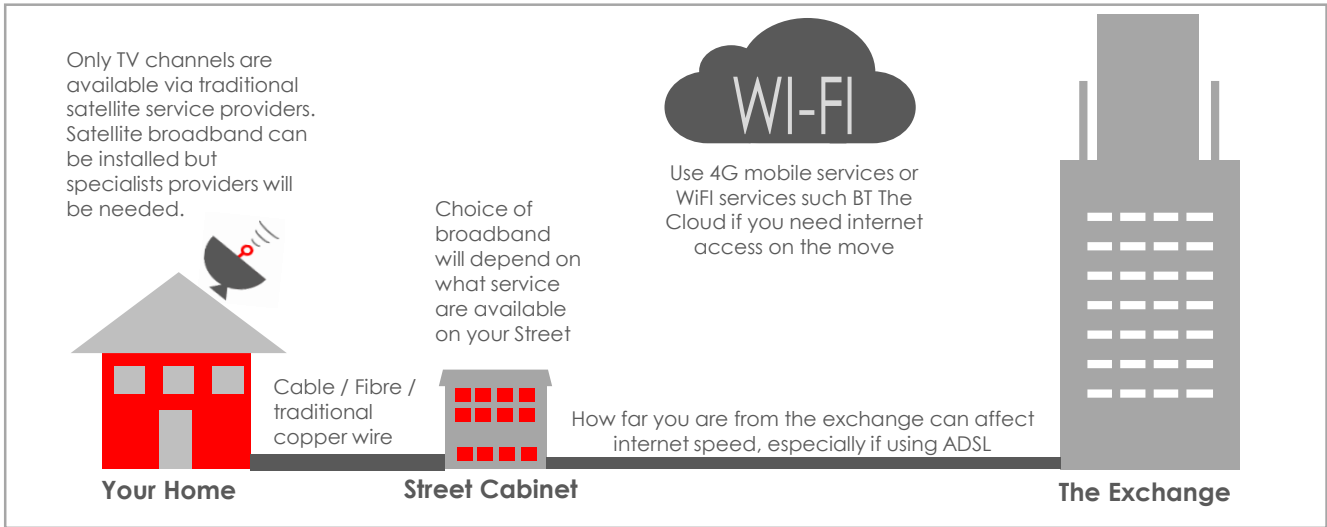 Only TV channels are
available via traditional
satellite service providers.
Satellite broadband can
be installed but
specialists providers will
be needed.
WI-FI
Use 4G mobile services or
WiFI services such BT The
Cloud if you need internet
access on the move
Choice of
broadband
will depend on
what service
are available
on your Street
Cable / Fibre /
traditional
copper wire
How far you are from the exchange can affect
internet speed, especially if using ADSL
Your Home
Street Cabinet
The Exchange